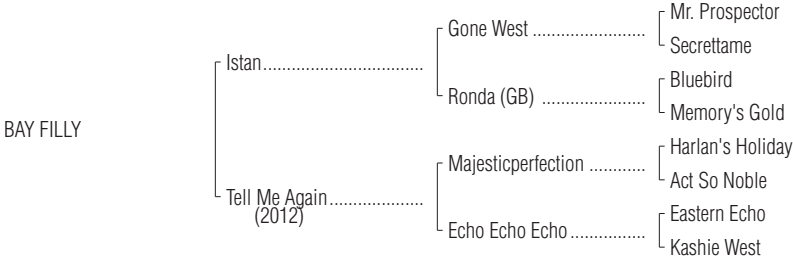 BAY FILLY
Istan................................
Tell Me Again...................
(2012)
Gone West .......................
Ronda (GB) .....................
Majesticperfection ............
Echo Echo Echo................
Mr. Prospector
Secrettame
Bluebird
Memory's Gold
Harlan's Holiday
Act So Noble
Eastern Echo
Kashie West